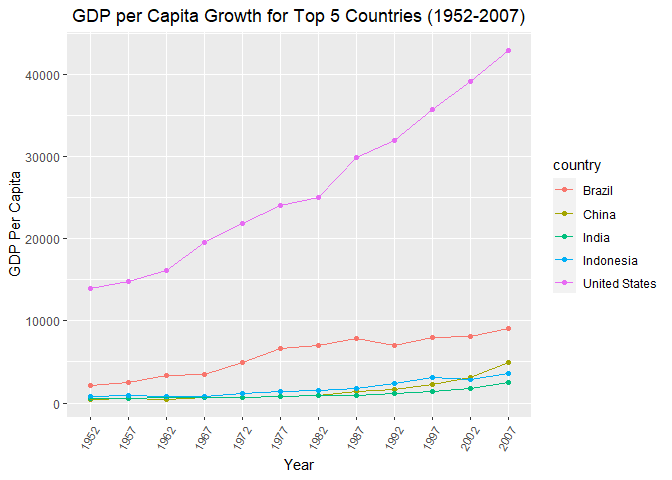 GDP per Capita Growth for Top 5 Countries (1952-2007)
GDP Per Capita
40000
30000
20000
10000
0
1952 1957 1962 1967 1972 1977 1982 1987 1992 1997 2002 2007
Year
country
Brazil
China
India
Indonesia
United States